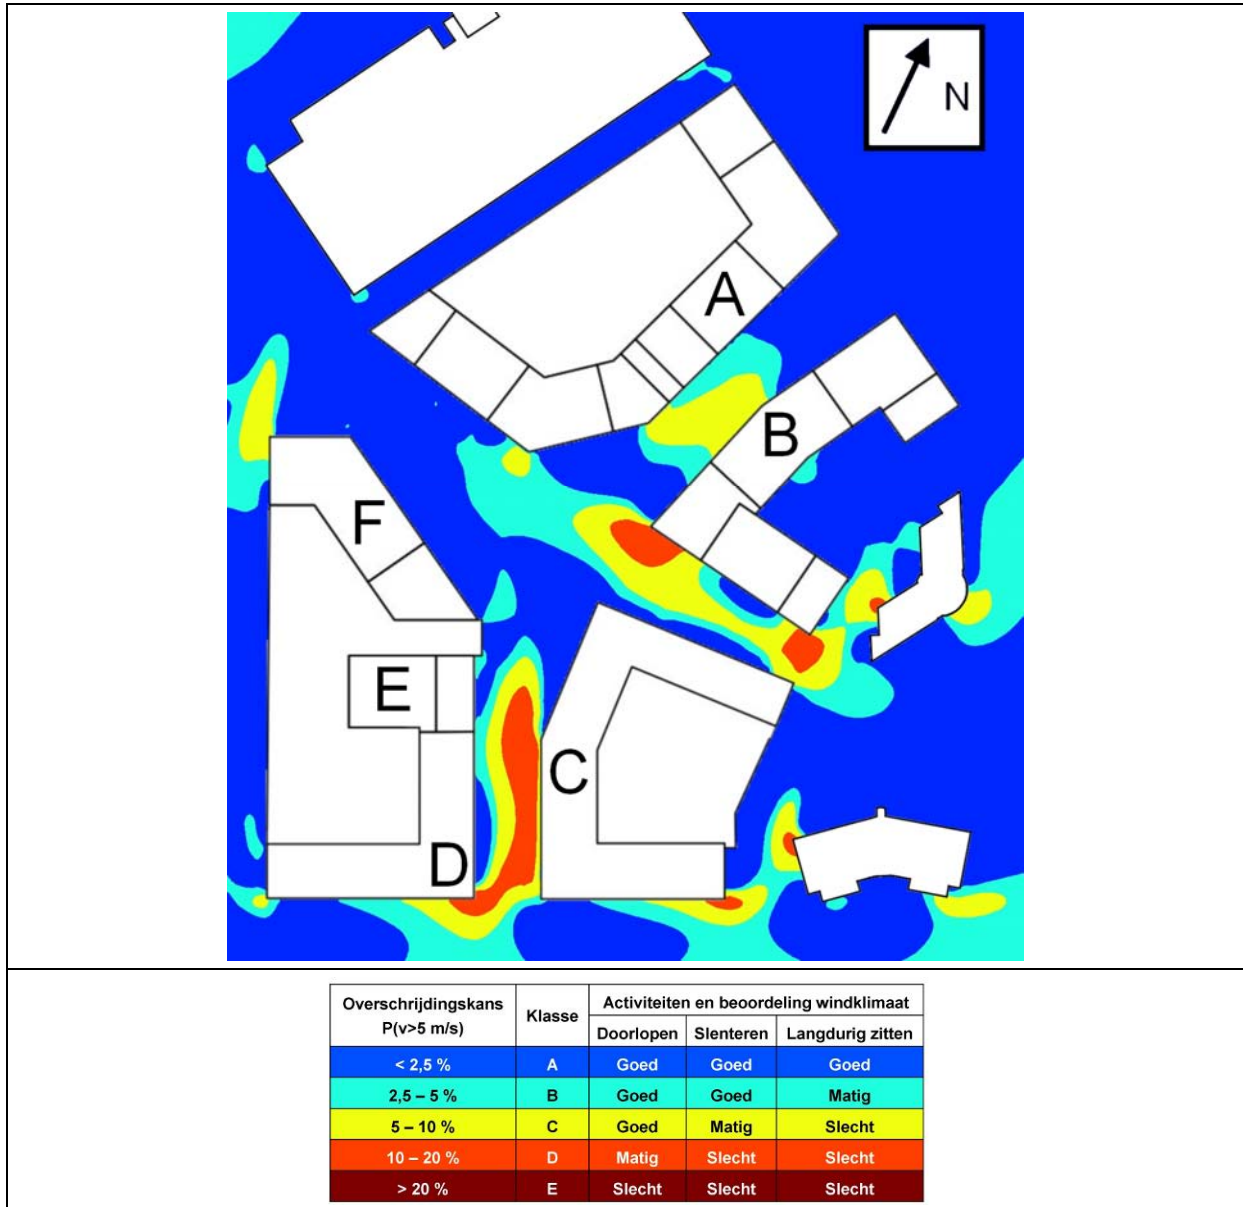 N
A
B
F
E
C
D
Overschrijdingskans P(v>5 m/s) Klasse Activiteiten en beoordeling windklimaat
Doorlopen Slenteren Langdurig zitten
< 2,5 % A Goed Goed Goed
2,5 – 5 % B Goed Goed Matig
5 – 10 % C Goed Matig Slecht
10 – 20 % D Matig Slecht Slecht
> 20 % E Slecht Slecht Slecht